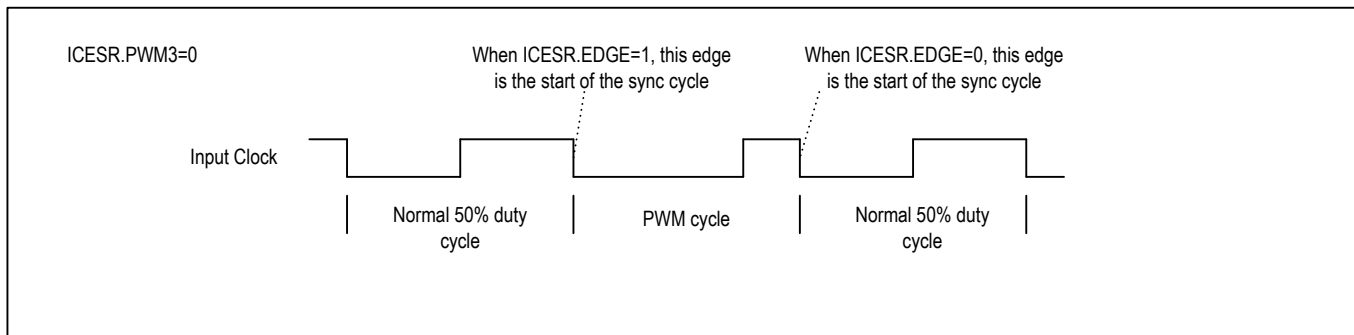 ICESR.PWM3=0
When ICESR.EDGE=1, this edge
is the start of the sync cycle
When ICESR.EDGE=0, this edge
is the start of the sync cycle
Input Clock
Normal 50% duty
cycle
PWM cycle
Normal 50% duty
cycle